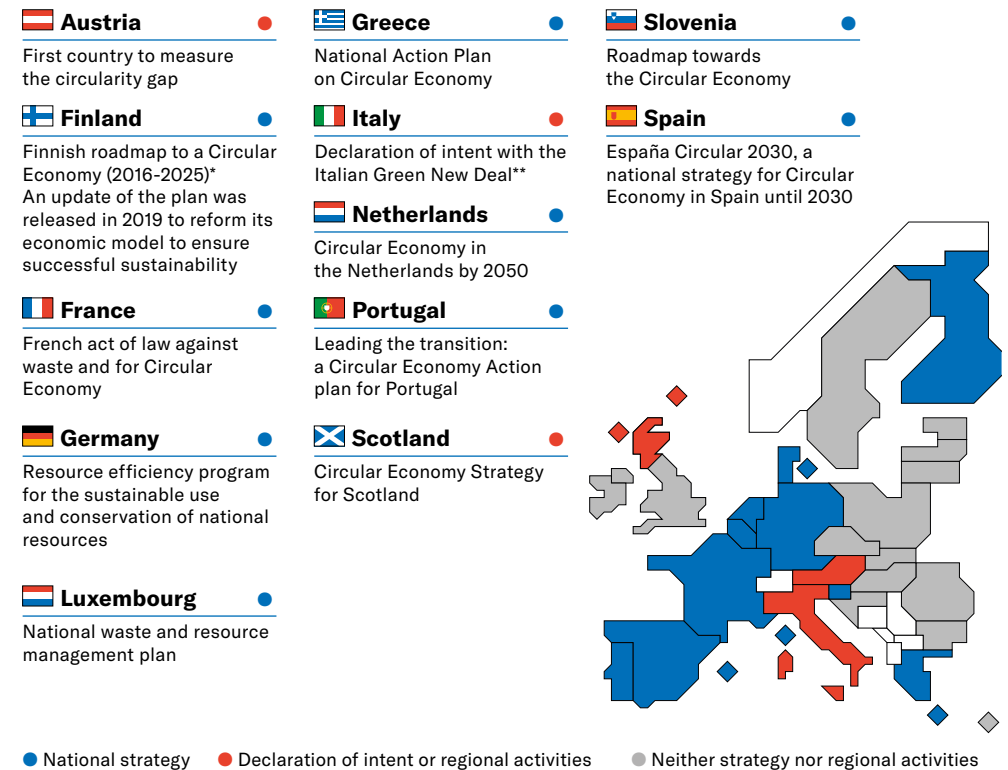 Austria
First country to measure
the circularity gap
Finland
Finnish roadmap to a Circular
Economy (2016-2025)*
An update of the plan was
released in 2019 to reform its
economic model to ensure
successful sustainability
France
French act of law against
waste and for Circular
Economy
Germany
Resource efficiency program
for the sustainable use
and conservation of national
resources
Luxembourg
National waste and resource
management plan
Greece
National Action Plan
on Circular Economy
Italy
Declaration of intent with the
Italian Green New Deal**
Netherlands
Circular Economy in
the Netherlands by 2050
Portugal
Leading the transition:
a Circular Economy Action
plan for Portugal
Scotland
Circular Economy Strategy
for Scotland
Slovenia
Roadmap towards
the Circular Economy
Spain
España Circular 2030, a
national strategy for Circular
Economy in Spain until 2030
National strategy
Declaration of intent or regional activities
Neither strategy nor regional activities